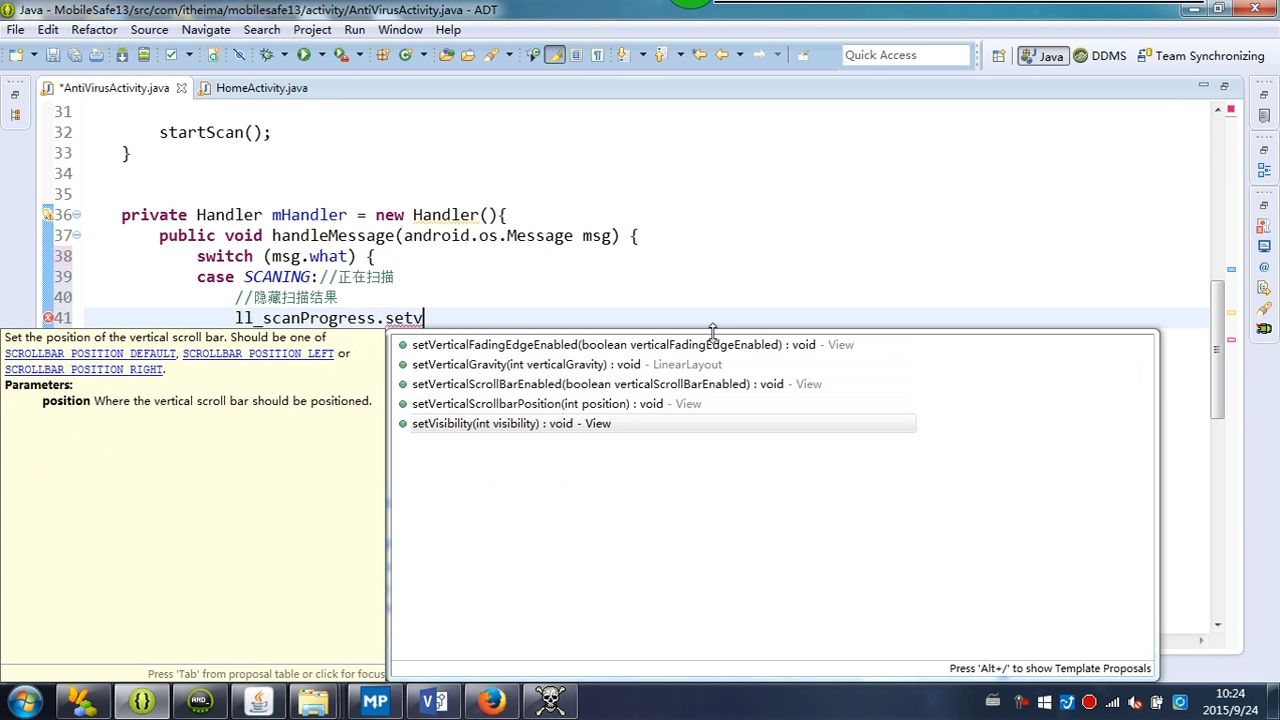 Java - MobileSafe13/src/com/itheima/mobilesafe13/activity/AntiVirusActivity.java - ADT
File Edit Refactor Source Navigate Search Project Run Window Help
Quick Access
Java
DDMS
Team Synchronizing
*AntiVirusActivity.java
HomeActivity.java
31
32 startScan();
33 }
34
35
36 private Handler mHandler = new Handler(){
37 public void handleMessage(android.os.Message msg) {
38 switch (msg.what) {
39 case SCANING://正在扫描
40 //隐藏扫描结果
41 ll_scanProgress.setv
Set the position of the vertical scroll bar. Should be one of
SCROLLBAR_POSITION_DEFAULT, SCROLLBAR_POSITION_LEFT or
SCROLLBAR_POSITION_RIGHT.
Parameters:
position Where the vertical scroll bar should be positioned.
Press 'Tab' from proposal table or click for focus
setVerticalFadingEdgeEnabled(boolean verticalFadingEdgeEnabled) : void - View
setVerticalGravity(int verticalGravity) : void - LinearLayout
setVerticalScrollBarEnabled(boolean verticalScrollBarEnabled) : void - View
setVerticalScrollbarPosition(int position) : void - View
setVisibility(int visibility) : void - View
Press 'Alt+/' to show Template Proposals
MP
10:24
2015/9/24